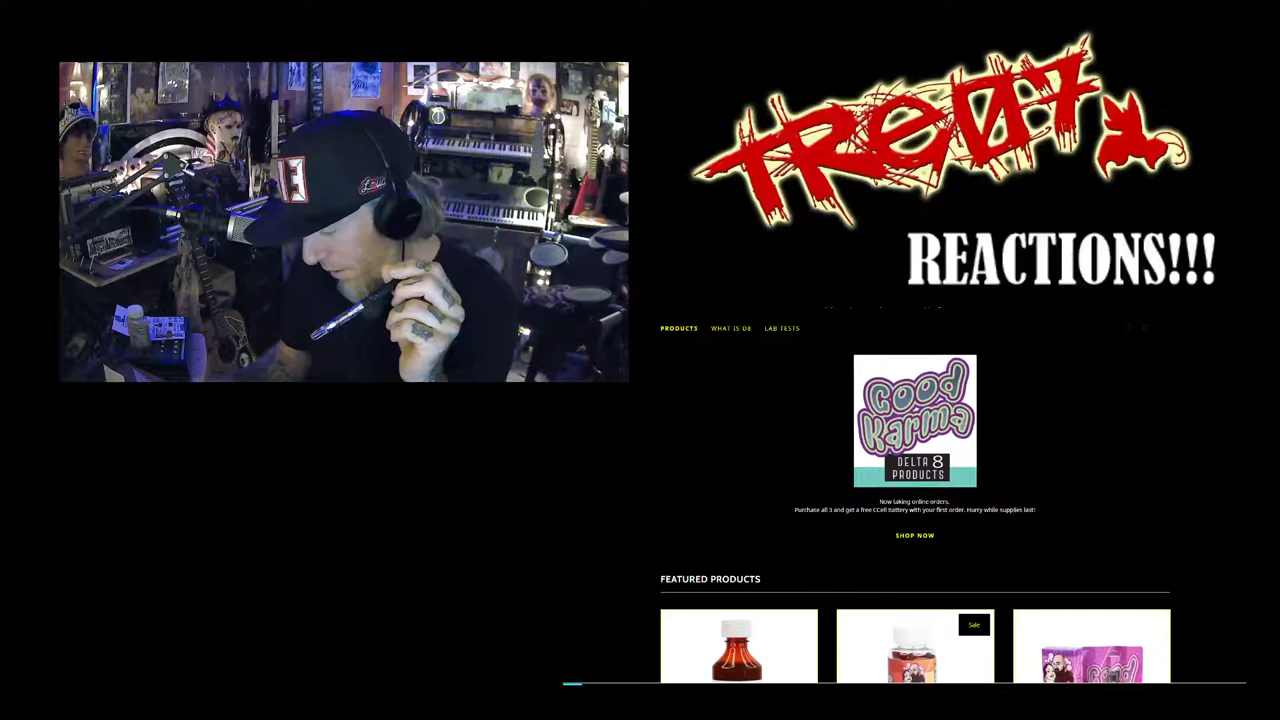 TRE07
REACTIONS!!!
13
PRODUCTS WHAT IS D8 LAB TESTS
Good
Karma
DELTA 8
PRODUCTS
Now taking online orders.
Purchase all 3 and get a free CCell Battery with your first order. Hurry while supplies last!
SHOP NOW
FEATURED PRODUCTS
Sale
Good